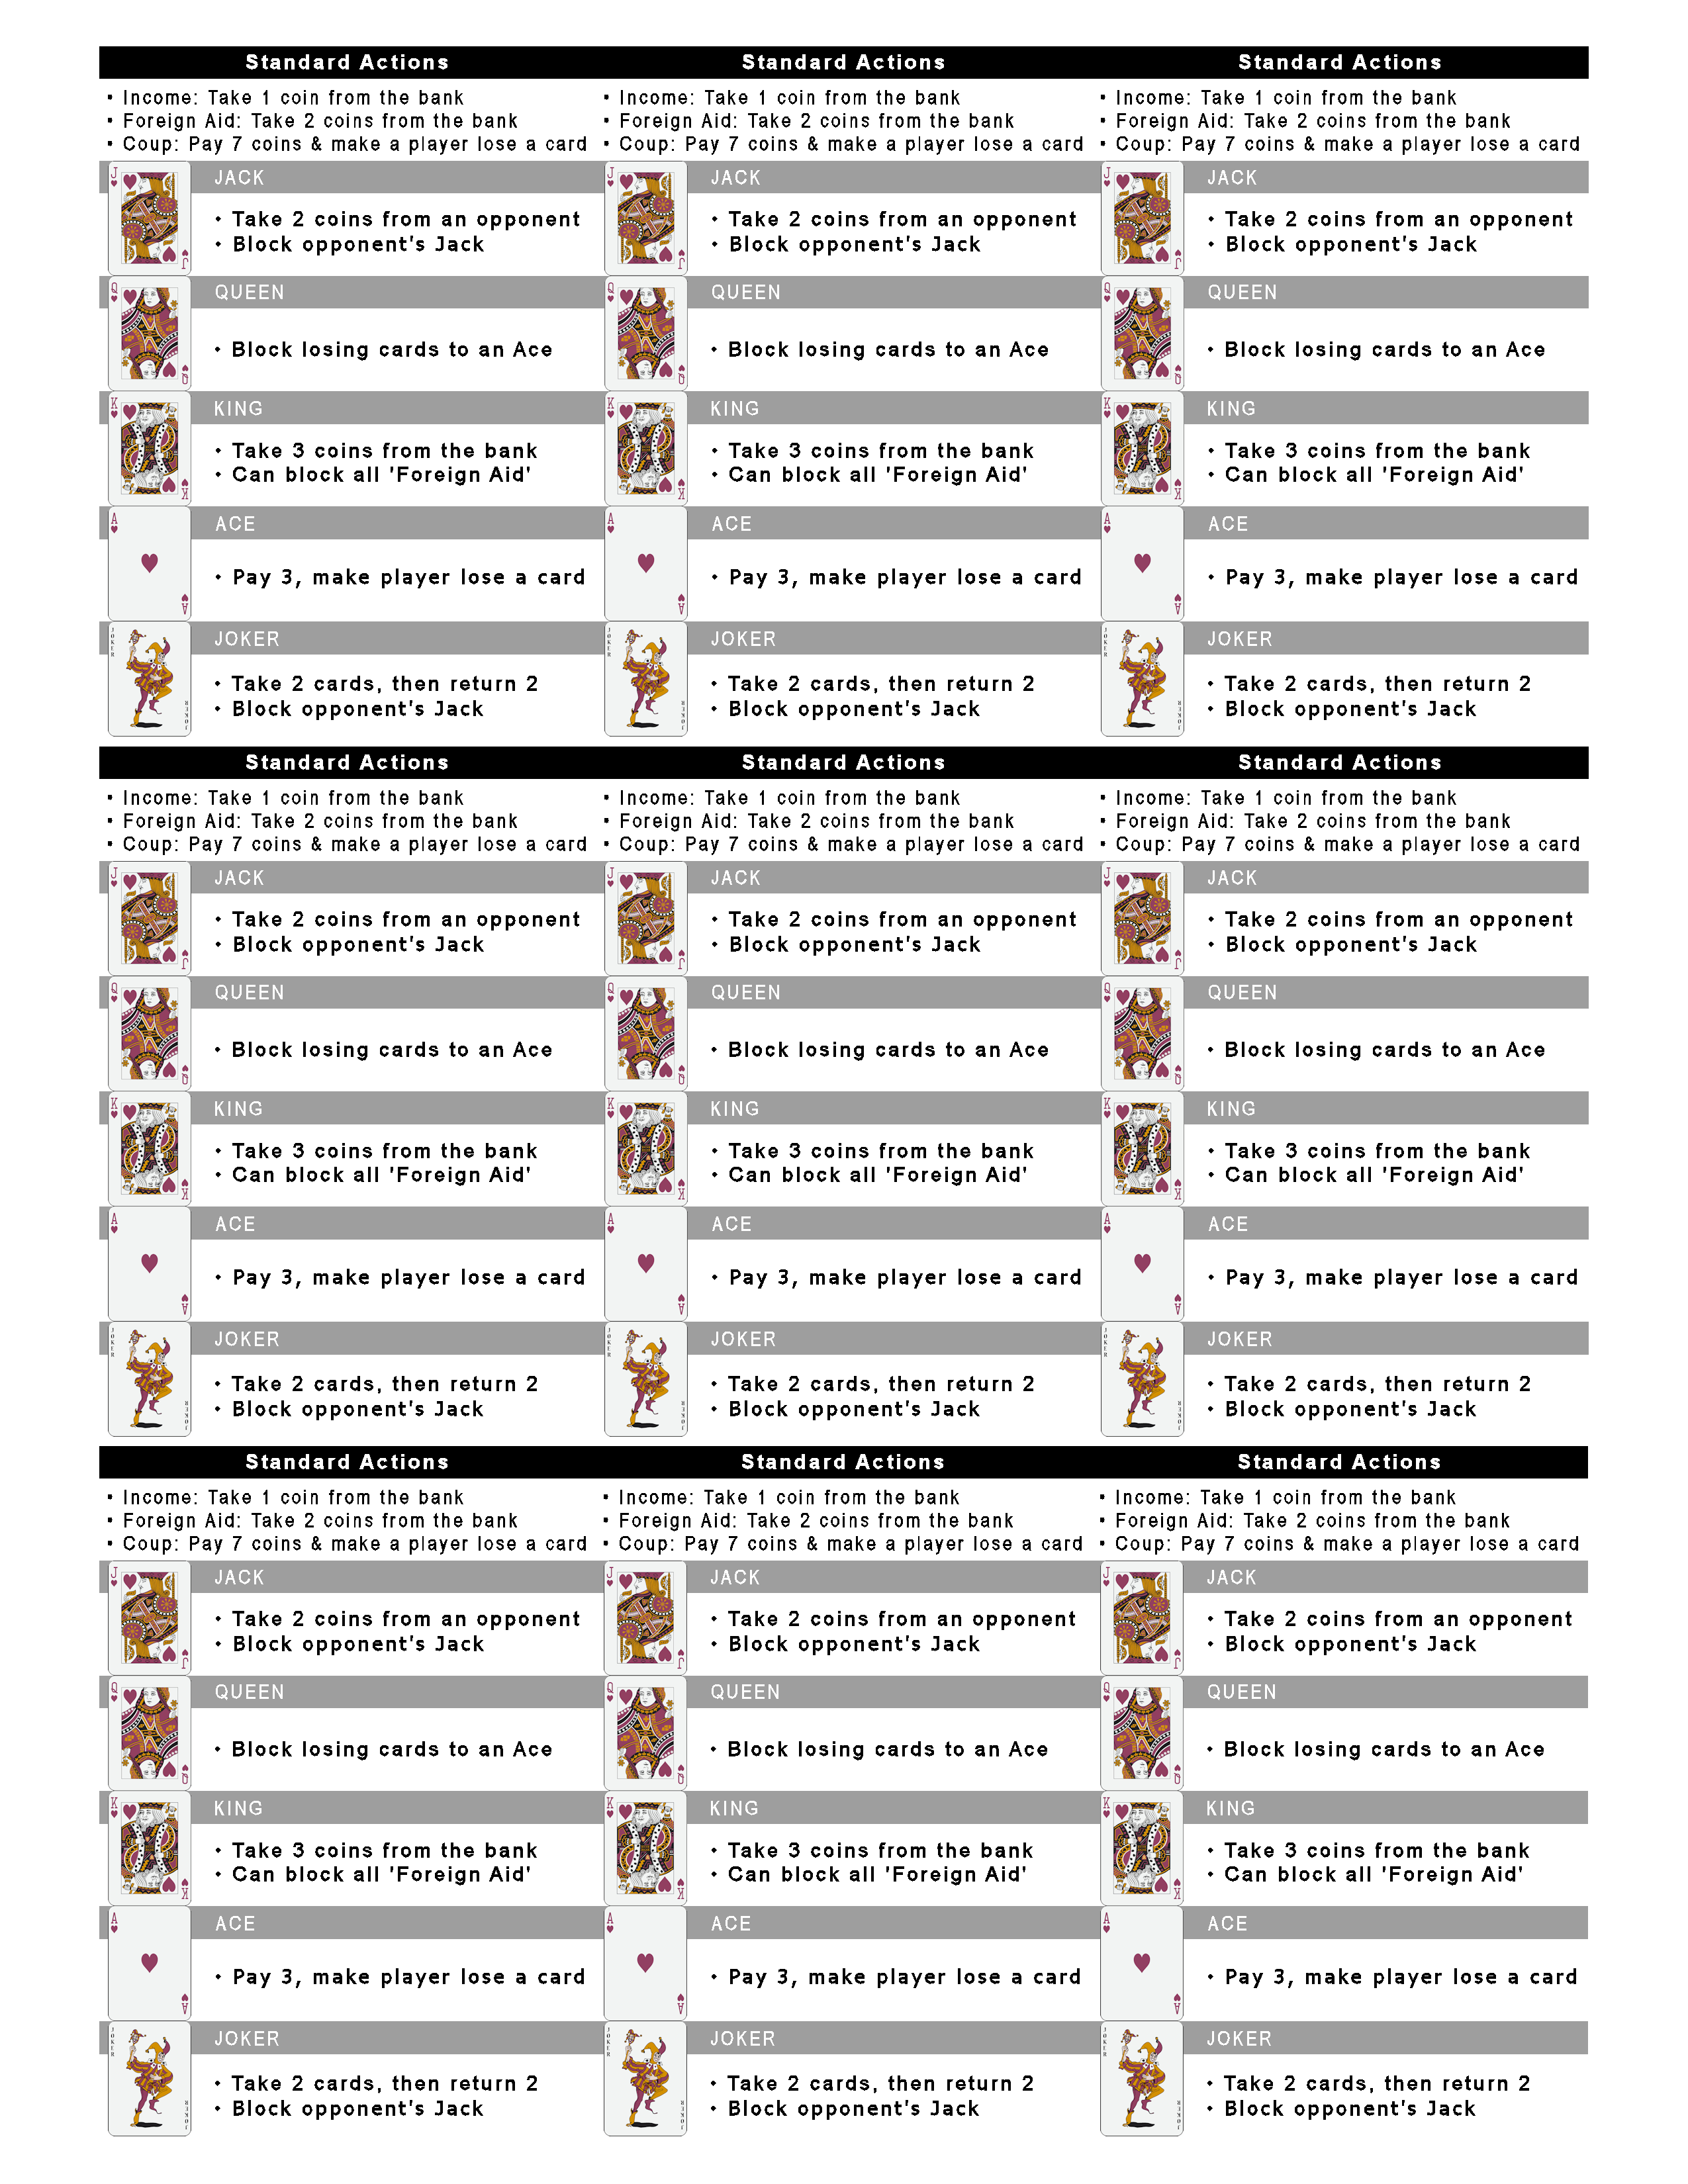 Standard Actions
• Income: Take 1 coin from the bank
• Foreign Aid: Take 2 coins from the bank
• Coup: Pay 7 coins & make a player lose a card
J
JACK
• Take 2 coins from an opponent
• Block opponent's Jack
J
Q
QUEEN
• Block losing cards to an Ace
Q
K
KING
• Take 3 coins from the bank
• Can block all 'Foreign Aid'
K
A
ACE
• Pay 3, make player lose a card
A
JOKER
JOKER
• Take 2 cards, then return 2
• Block opponent's Jack
JOKER
Standard Actions
• Income: Take 1 coin from the bank
• Foreign Aid: Take 2 coins from the bank
• Coup: Pay 7 coins & make a player lose a card
J
JACK
• Take 2 coins from an opponent
• Block opponent's Jack
J
Q
QUEEN
• Block losing cards to an Ace
Q
K
KING
• Take 3 coins from the bank
• Can block all 'Foreign Aid'
K
A
ACE
• Pay 3, make player lose a card
A
JOKER
JOKER
• Take 2 cards, then return 2
• Block opponent's Jack
JOKER
Standard Actions
• Income: Take 1 coin from the bank
• Foreign Aid: Take 2 coins from the bank
• Coup: Pay 7 coins & make a player lose a card
J
JACK
• Take 2 coins from an opponent
• Block opponent's Jack
J
Q
QUEEN
• Block losing cards to an Ace
Q
K
KING
• Take 3 coins from the bank
• Can block all 'Foreign Aid'
K
A
ACE
• Pay 3, make player lose a card
A
JOKER
JOKER
• Take 2 cards, then return 2
• Block opponent's Jack
JOKER
Standard Actions
• Income: Take 1 coin from the bank
• Foreign Aid: Take 2 coins from the bank
• Coup: Pay 7 coins & make a player lose a card
J
JACK
• Take 2 coins from an opponent
• Block opponent's Jack
J
Q
QUEEN
• Block losing cards to an Ace
Q
K
KING
• Take 3 coins from the bank
• Can block all 'Foreign Aid'
K
A
ACE
• Pay 3, make player lose a card
A
JOKER
JOKER
• Take 2 cards, then return 2
• Block opponent's Jack
JOKER
Standard Actions
• Income: Take 1 coin from the bank
• Foreign Aid: Take 2 coins from the bank
• Coup: Pay 7 coins & make a player lose a card
J
JACK
• Take 2 coins from an opponent
• Block opponent's Jack
J
Q
QUEEN
• Block losing cards to an Ace
Q
K
KING
• Take 3 coins from the bank
• Can block all 'Foreign Aid'
K
A
ACE
• Pay 3, make player lose a card
A
JOKER
JOKER
• Take 2 cards, then return 2
• Block opponent's Jack
JOKER
Standard Actions
• Income: Take 1 coin from the bank
• Foreign Aid: Take 2 coins from the bank
• Coup: Pay 7 coins & make a player lose a card
J
JACK
• Take 2 coins from an opponent
• Block opponent's Jack
J
Q
QUEEN
• Block losing cards to an Ace
Q
K
KING
• Take 3 coins from the bank
• Can block all 'Foreign Aid'
K
A
ACE
• Pay 3, make player lose a card
A
JOKER
JOKER
• Take 2 cards, then return 2
• Block opponent's Jack
JOKER
Standard Actions
• Income: Take 1 coin from the bank
• Foreign Aid: Take 2 coins from the bank
• Coup: Pay 7 coins & make a player lose a card
J
JACK
• Take 2 coins from an opponent
• Block opponent's Jack
J
Q
QUEEN
• Block losing cards to an Ace
Q
K
KING
• Take 3 coins from the bank
• Can block all 'Foreign Aid'
K
A
ACE
• Pay 3, make player lose a card
A
JOKER
JOKER
• Take 2 cards, then return 2
• Block opponent's Jack
JOKER
Standard Actions
• Income: Take 1 coin from the bank
• Foreign Aid: Take 2 coins from the bank
• Coup: Pay 7 coins & make a player lose a card
J
JACK
• Take 2 coins from an opponent
• Block opponent's Jack
J
Q
QUEEN
• Block losing cards to an Ace
Q
K
KING
• Take 3 coins from the bank
• Can block all 'Foreign Aid'
K
A
ACE
• Pay 3, make player lose a card
A
JOKER
JOKER
• Take 2 cards, then return 2
• Block opponent's Jack
JOKER
Standard Actions
• Income: Take 1 coin from the bank
• Foreign Aid: Take 2 coins from the bank
• Coup: Pay 7 coins & make a player lose a card
J
JACK
• Take 2 coins from an opponent
• Block opponent's Jack
J
Q
QUEEN
• Block losing cards to an Ace
Q
K
KING
• Take 3 coins from the bank
• Can block all 'Foreign Aid'
K
A
ACE
• Pay 3, make player lose a card
A
JOKER
JOKER
• Take 2 cards, then return 2
• Block opponent's Jack
JOKER